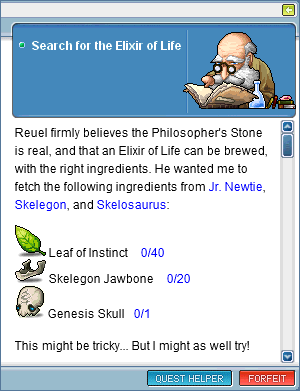 Search for the Elixir of Life
Reuel firmly believes the Philosopher's Stone
is real, and that an Elixir of Life can be brewed,
with the right ingredients. He wanted me to
fetch the following ingredients from Jr. Newtie,
Skelegon, and Skelosaurus:
Leaf of Instinct 0/40
Skelegon Jawbone 0/20
Genesis Skull 0/1
This might be tricky... But I might as well try!
QUEST HELPER FORFEIT